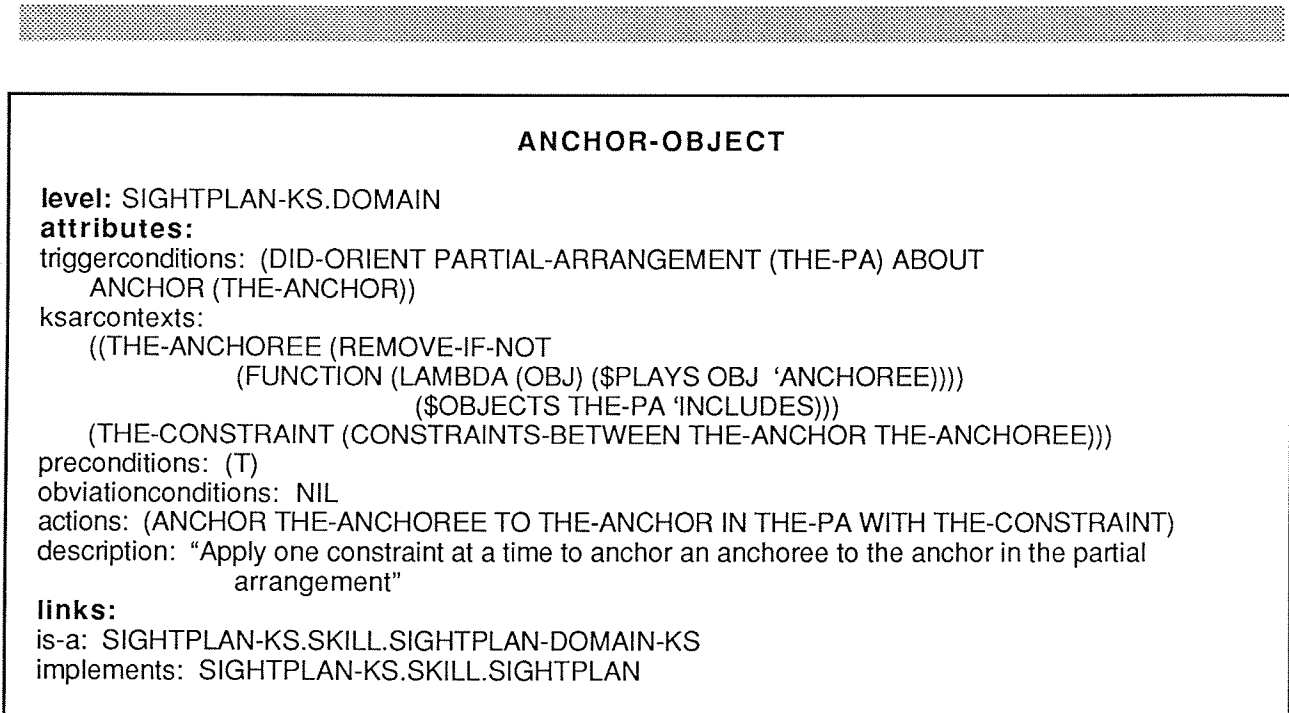 ANCHOR-OBJECT
level: SIGHTPLAN-KS.DOMAIN
attributes:
triggerconditions: (DID-ORIENT PARTIAL-ARRANGEMENT (THE-PA) ABOUT
ANCHOR (THE-ANCHOR))
ksarcontexts:
((THE-ANCHOREE (REMOVE-IF-NOT
(FUNCTION (LAMBDA (OBJ) ($PLAYS OBJ 'ANCHOREE))))
($OBJECTS THE-PA 'INCLUDES)))
(THE-CONSTRAINT (CONSTRAINTS-BETWEEN THE-ANCHOR THE-ANCHOREE)))
preconditions: (T)
obviationconditions: NIL
actions: (ANCHOR THE-ANCHOREE TO THE-ANCHOR IN THE-PA WITH THE-CONSTRAINT)
description: “Apply one constraint at a time to anchor an anchoree to the anchor in the partial
arrangement”
links:
is-a: SIGHTPLAN-KS.SKILL.SIGHTPLAN-DOMAIN-KS
implements: SIGHTPLAN-KS.SKILL.SIGHTPLAN